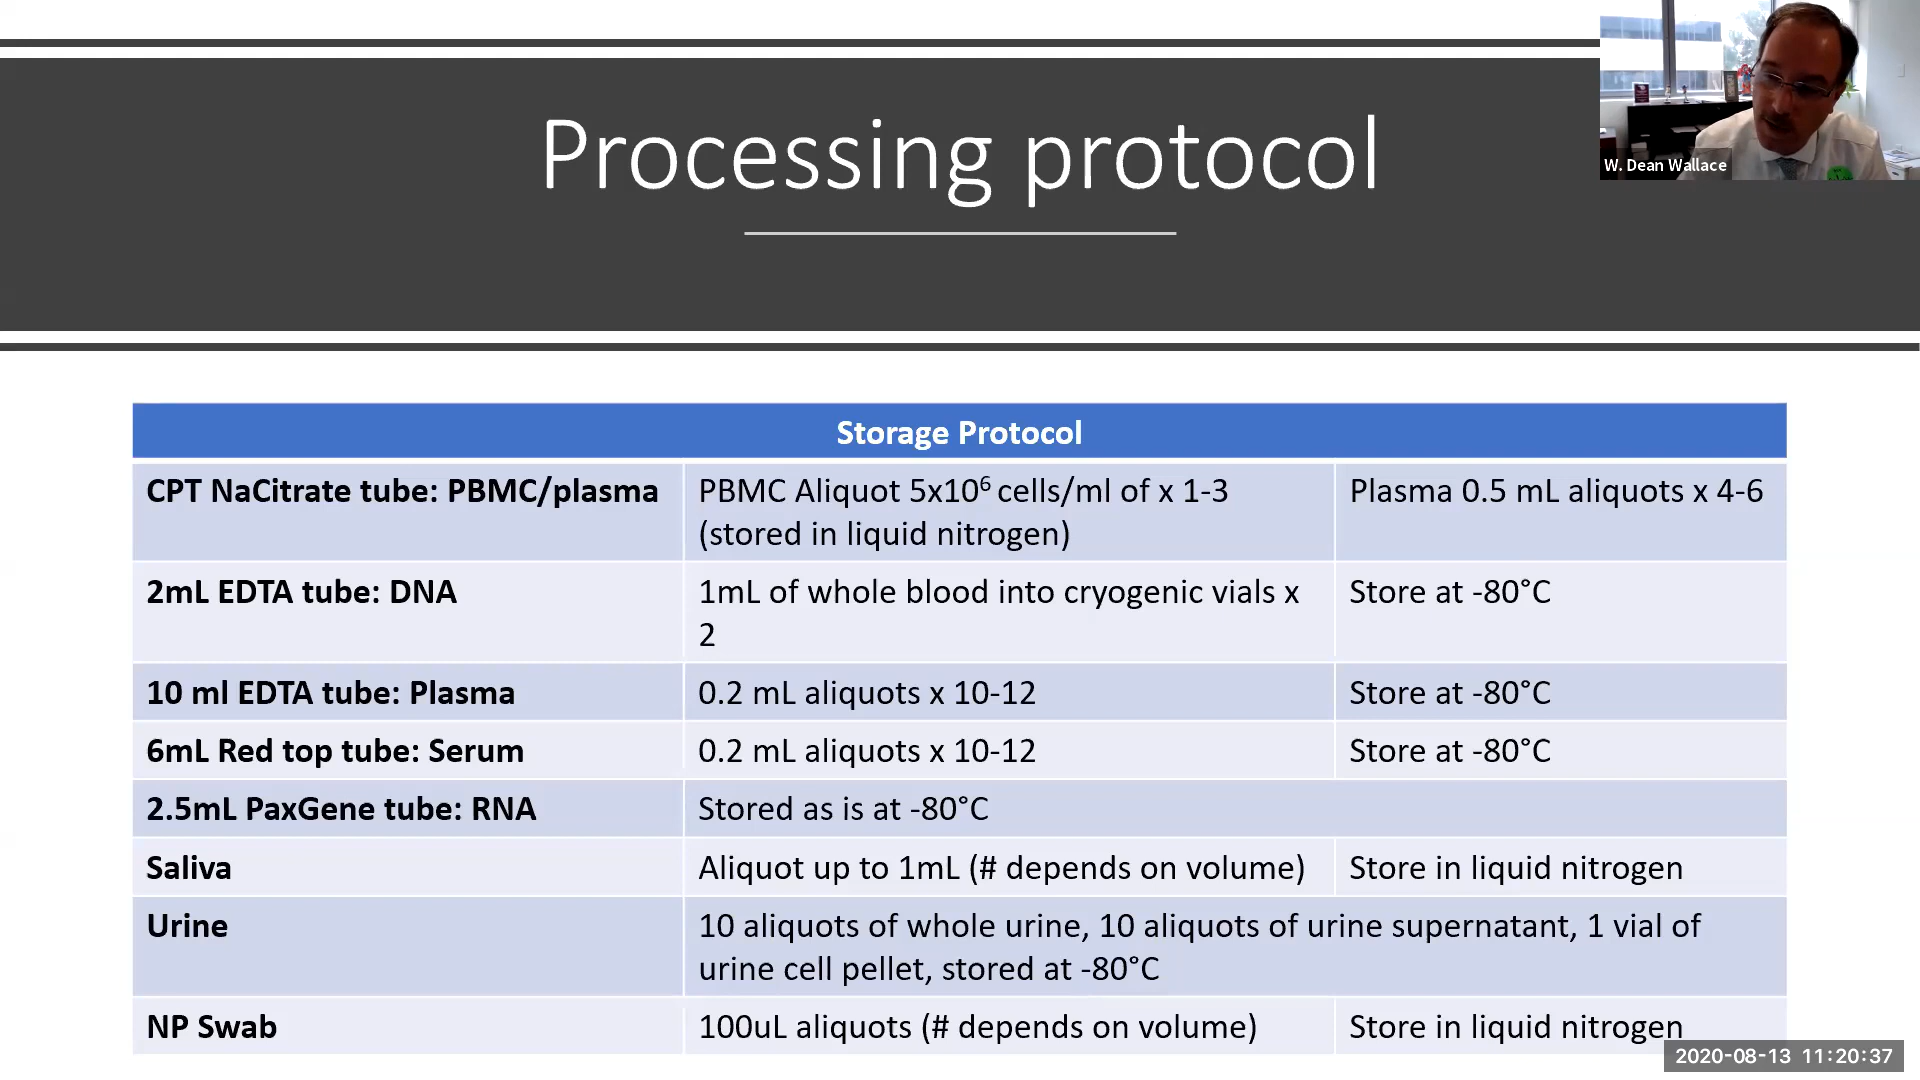 Processing protocol
W. Dean Wallace
Storage Protocol
CPT NaCitrate tube: PBMC/plasma
PBMC Aliquot 5x10⁶ cells/ml of x 1-3
(stored in liquid nitrogen)
Plasma 0.5 mL aliquots x 4-6
2mL EDTA tube: DNA
1mL of whole blood into cryogenic vials x
2
Store at -80°C
10 ml EDTA tube: Plasma
0.2 mL aliquots x 10-12
Store at -80°C
6mL Red top tube: Serum
0.2 mL aliquots x 10-12
Store at -80°C
2.5mL PaxGene tube: RNA
Stored as is at -80°C
Saliva
Aliquot up to 1mL (# depends on volume)
Store in liquid nitrogen
Urine
10 aliquots of whole urine, 10 aliquots of urine supernatant, 1 vial of
urine cell pellet, stored at -80°C
NP Swab
100uL aliquots (# depends on volume)
Store in liquid nitrogen
2020-08-13 11:20:37